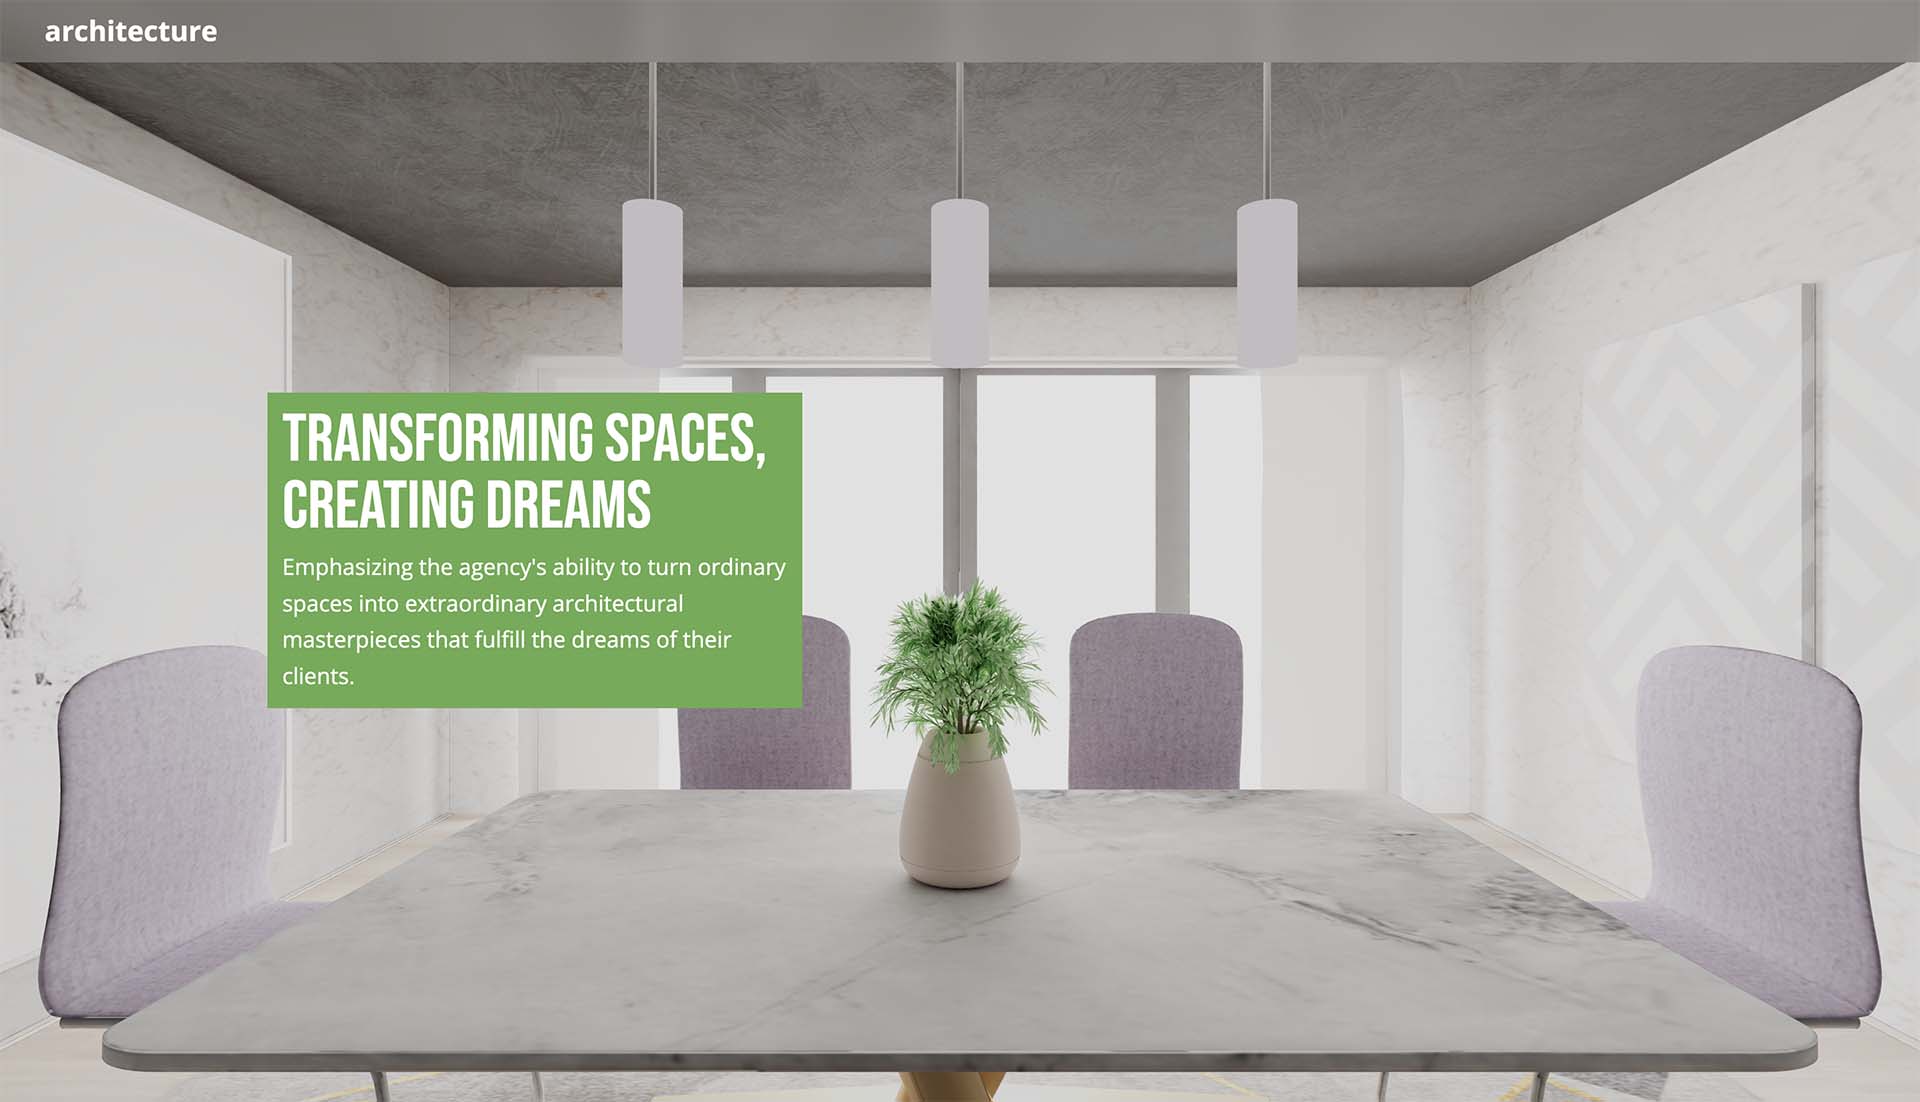 architecture
TRANSFORMING SPACES,
CREATING DREAMS
Emphasizing the agency's ability to turn ordinary
spaces into extraordinary architectural
masterpieces that fulfill the dreams of their
clients.